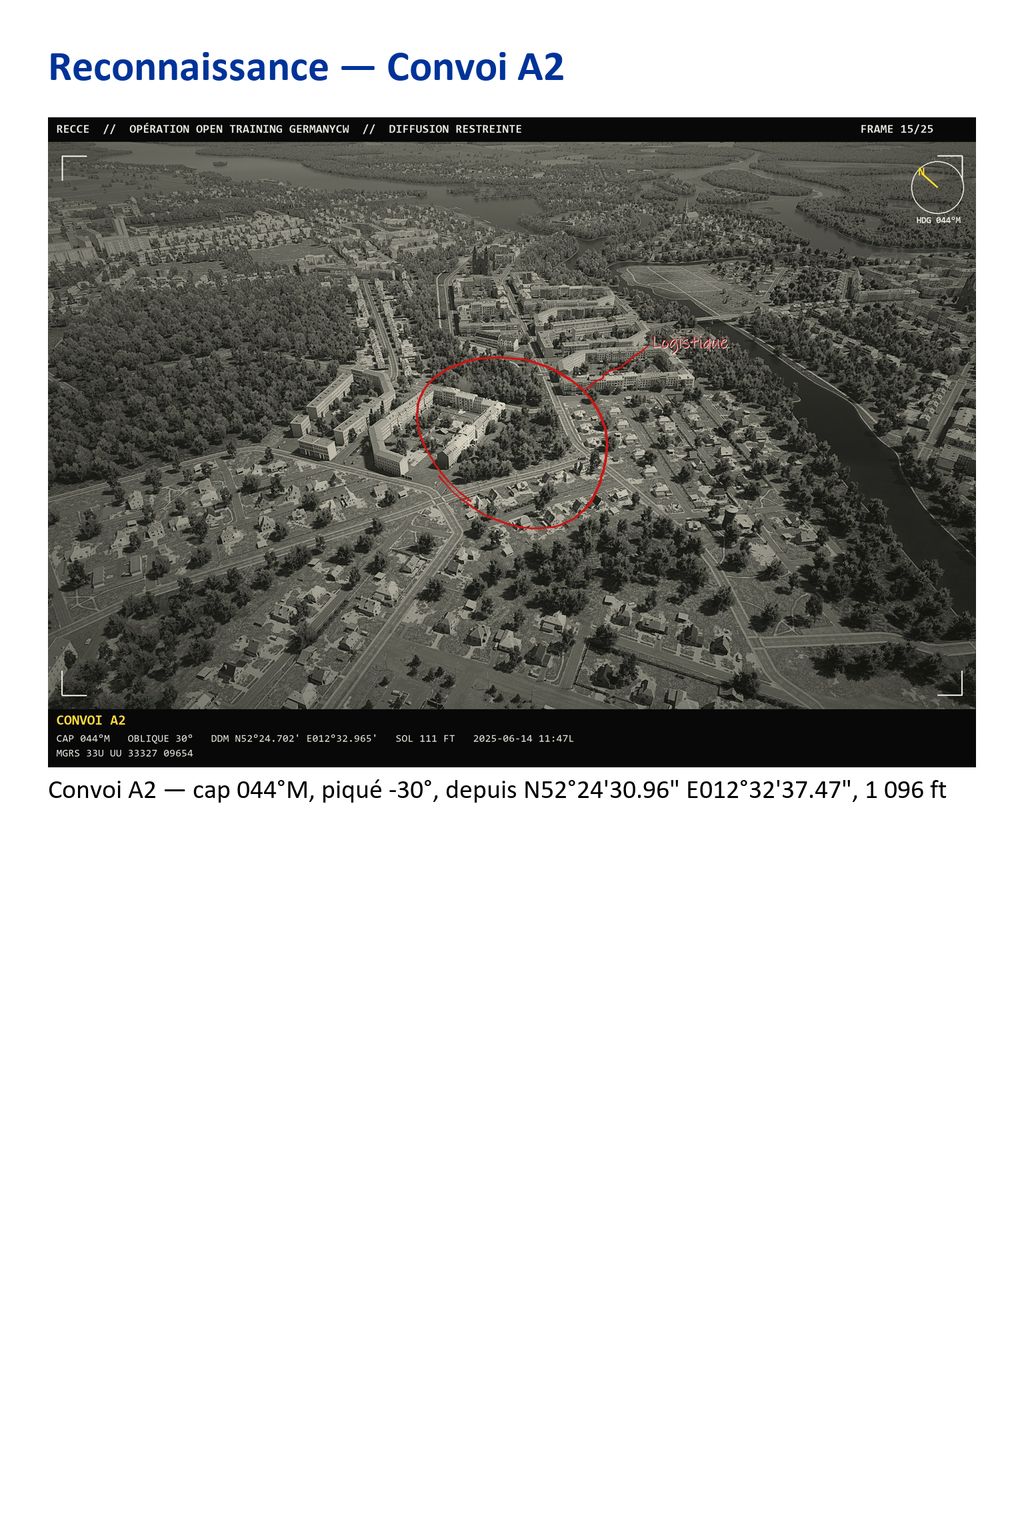 Reconnaissance — Convoi A2
RECCE // OPÉRATION OPEN TRAINING GERMANYCW // DIFFUSION RESTREINTE FRAME 15/25
N
HDG 044°M
Logistique
CONVOI A2
CAP 044°M OBLIQUE 30° DDM N52°24.702' E012°32.965' SOL 111 FT 2025-06-14 11:47L
MGRS 33U UU 33327 09654
Convoi A2 — cap 044°M, piqué -30°, depuis N52°24'30.96" E012°32'37.47", 1 096 ft